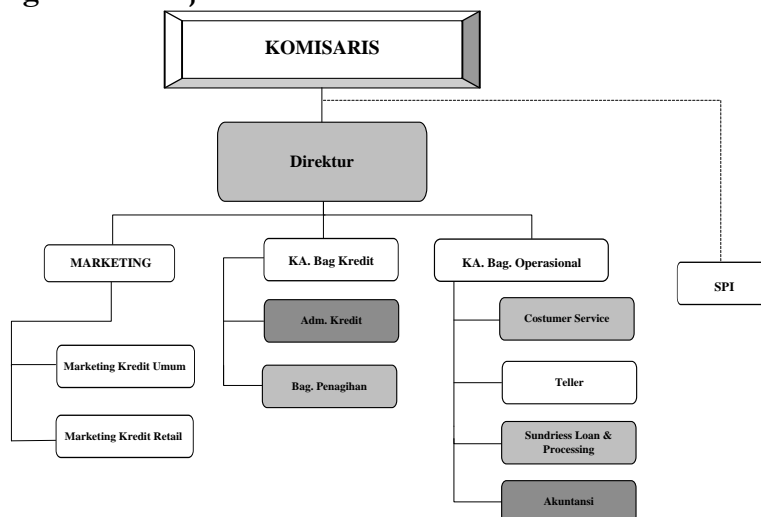 KOMISARIS
Direktur
MARKETING
KA. Bag Kredit
KA. Bag. Operasional
SPI
Adm. Kredit
Costumer Service
Marketing Kredit Umum
Bag. Penagihan
Teller
Marketing Kredit Retail
Sundriess Loan &
Processing
Akuntansi